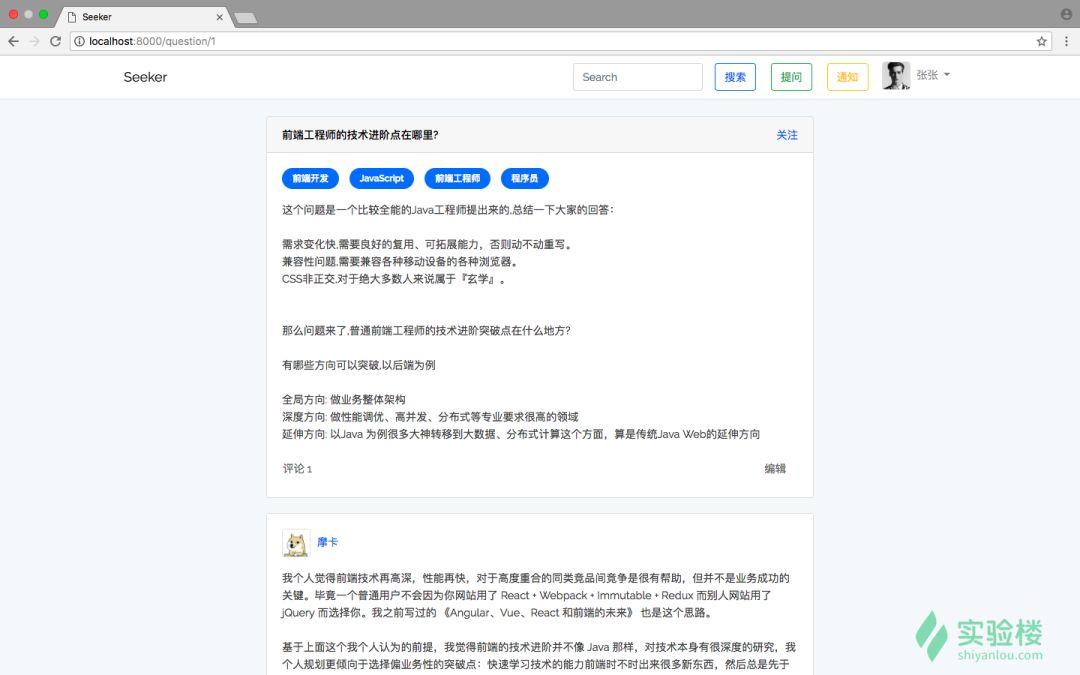 Seeker
localhost:8000/question/1
Seeker
Search
搜索
提问
通知
张张
前端工程师的技术进阶点在哪里?
关注
前端开发
JavaScript
前端工程师
程序员
这个问题是一个比较全能的Java工程师提出来的,总结一下大家的回答：
需求变化快,需要良好的复用、可拓展能力，否则动不动重写。
兼容性问题,需要兼容各种移动设备的各种浏览器。
CSS非正交,对于绝大多数人来说属于『玄学』。
那么问题来了,普通前端工程师的技术进阶突破点在什么地方?
有哪些方向可以突破,以后端为例
全局方向: 做业务整体架构
深度方向: 做性能调优、高并发、分布式等专业要求很高的领域
延伸方向: 以Java 为例很多大神转移到大数据、分布式计算这个方面，算是传统Java Web的延伸方向
评论 1
编辑
摩卡
我个人觉得前端技术再高深，性能再快，对于高度重合的同类竞品间竞争是很有帮助，但并不是业务成功的
关键。毕竟一个普通用户不会因为你网站用了 React + Webpack + Immutable + Redux 而别人网站用了
jQuery 而选择你。我之前写过的 《Angular、Vue、React 和前端的未来》 也是这个思路。
基于上面这个我个人认为的前提，我觉得前端的技术进阶并不像 Java 那样，对技术本身有很深度的研究，我
个人规划更倾向于选择偏业务性的突破点：快速学习技术的能力前端时不时出来很多新东西，然后总是先于
实验楼
shiyanlou.com